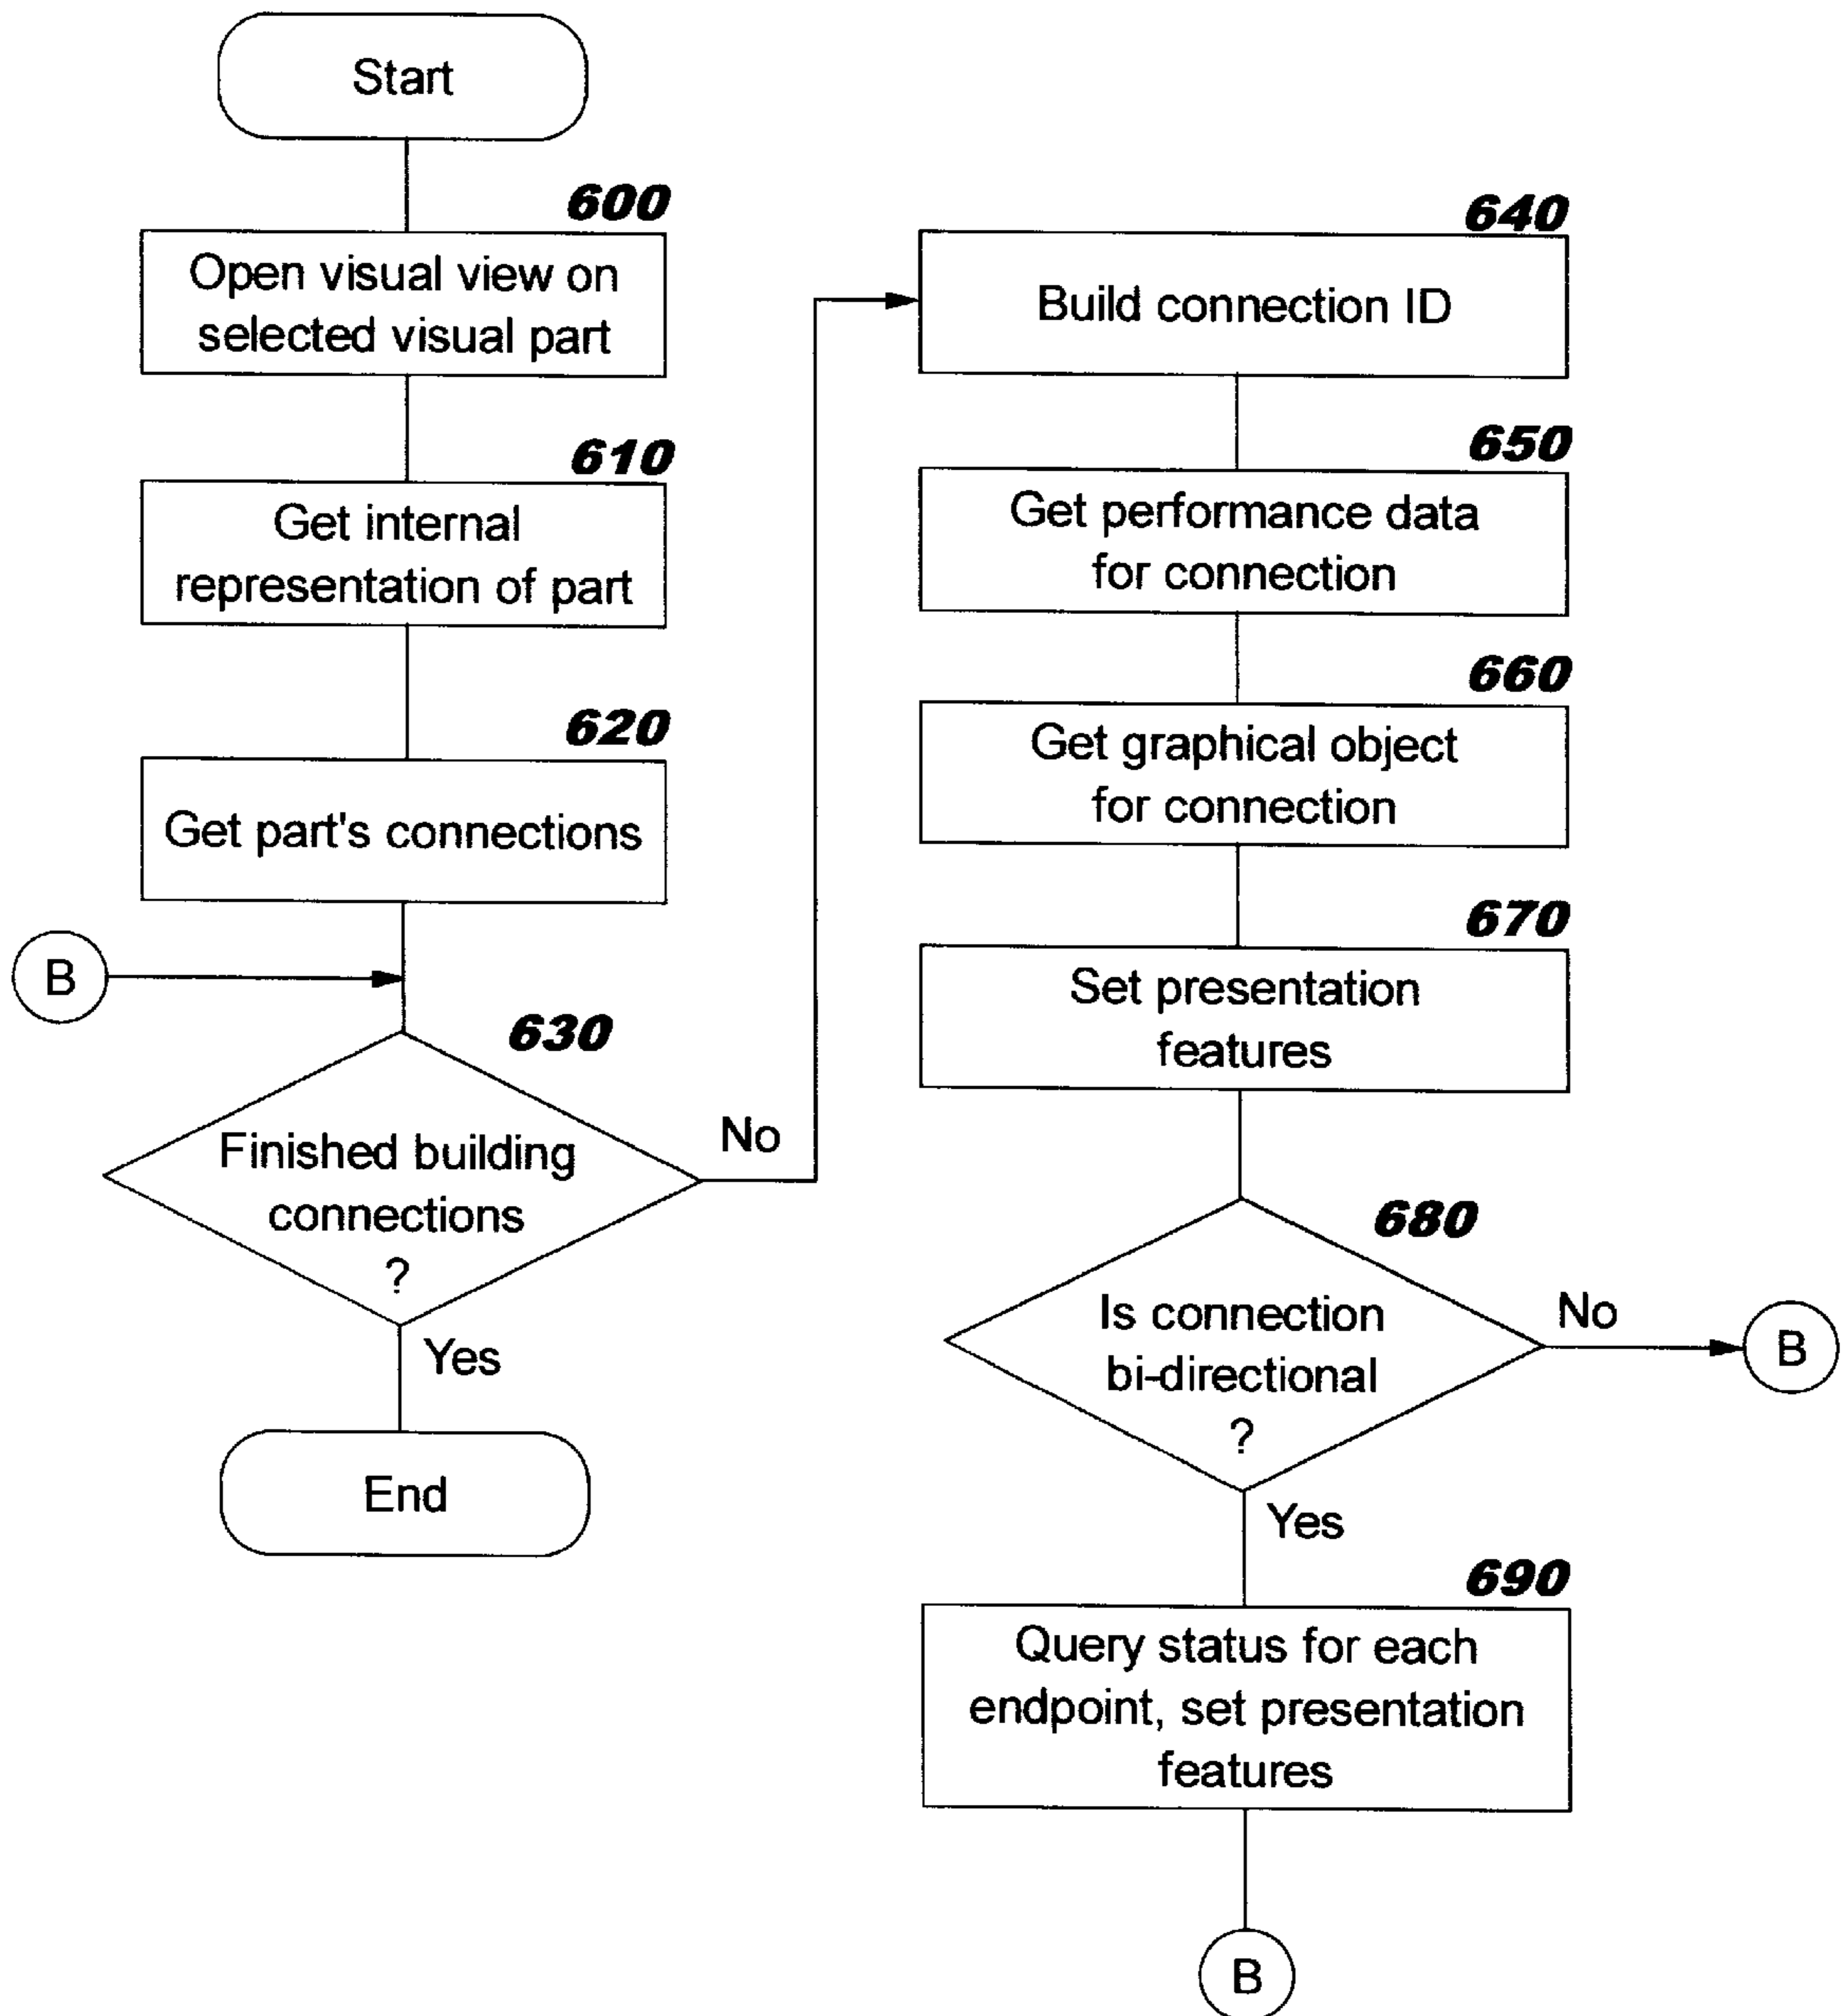 Start
600
Open visual view on
selected visual part
610
Get internal
representation of part
620
Get part's connections
B
630
Finished building
connections
?
No
Yes
End
640
Build connection ID
650
Get performance data
for connection
660
Get graphical object
for connection
670
Set presentation
features
680
Is connection
bi-directional
?
No
B
Yes
690
Query status for each
endpoint, set presentation
features
B